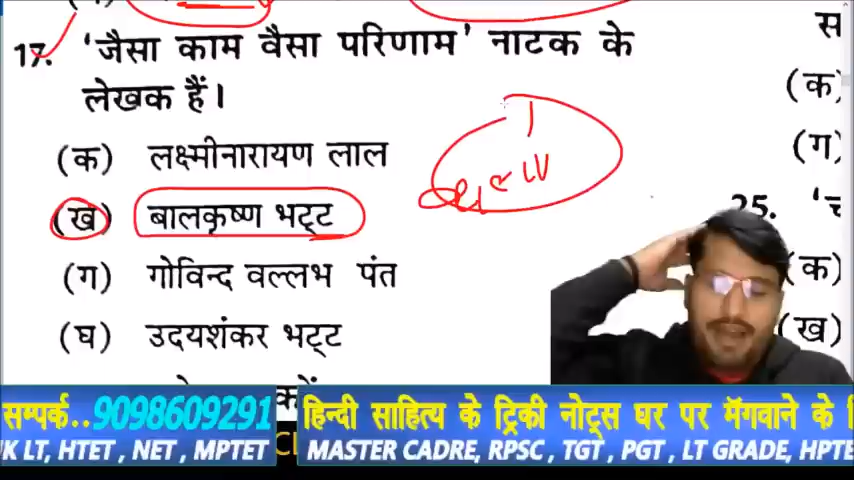 17. 'जैसा काम वैसा परिणाम' नाटक के
लेखक हैं।
(क) लक्ष्मीनारायण लाल
(ख) बालकृष्ण भट्ट
(ग) गोविन्द वल्लभ पंत
(घ) उदयशंकर भट्ट
(क)
(ग)
25.
(क)
(ख)
सम्पर्क..9098609291 हिन्दी साहित्य के ट्रिकी नोट्स घर पर मॅगवाने के
LT, HTET , NET , MPTET MASTER CADRE, RPSC , TGT , PGT , LT GRADE, HPTE